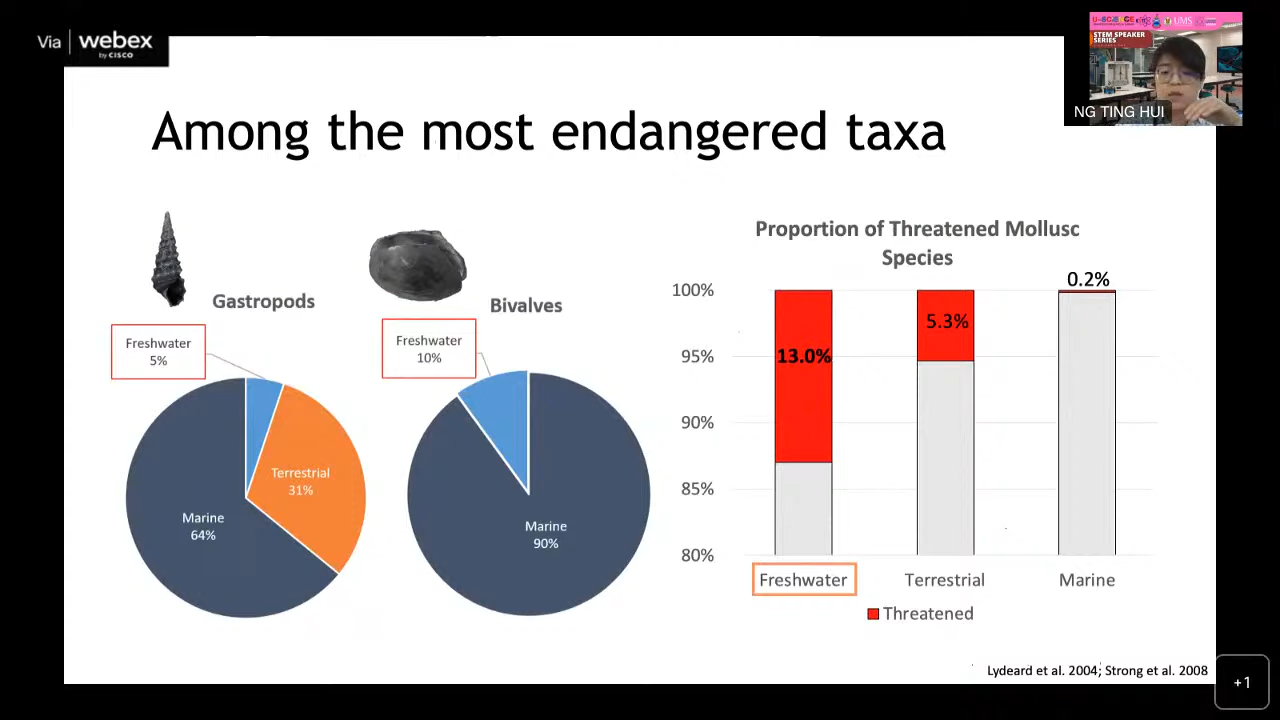 Via webex
by CISCO
U-SCIENCE UMS
STEM SPEAKER
SERIES
NG TING HUI
Among the most endangered taxa
Gastropods
Freshwater
5%
Terrestrial
31%
Marine
64%
Bivalves
Freshwater
10%
Marine
90%
Proportion of Threatened Mollusc
Species
100%
95%
90%
85%
80%
13.0%
5.3%
0.2%
Freshwater
Terrestrial
Marine
Threatened
Lydeard et al. 2004; Strong et al. 2008
+1